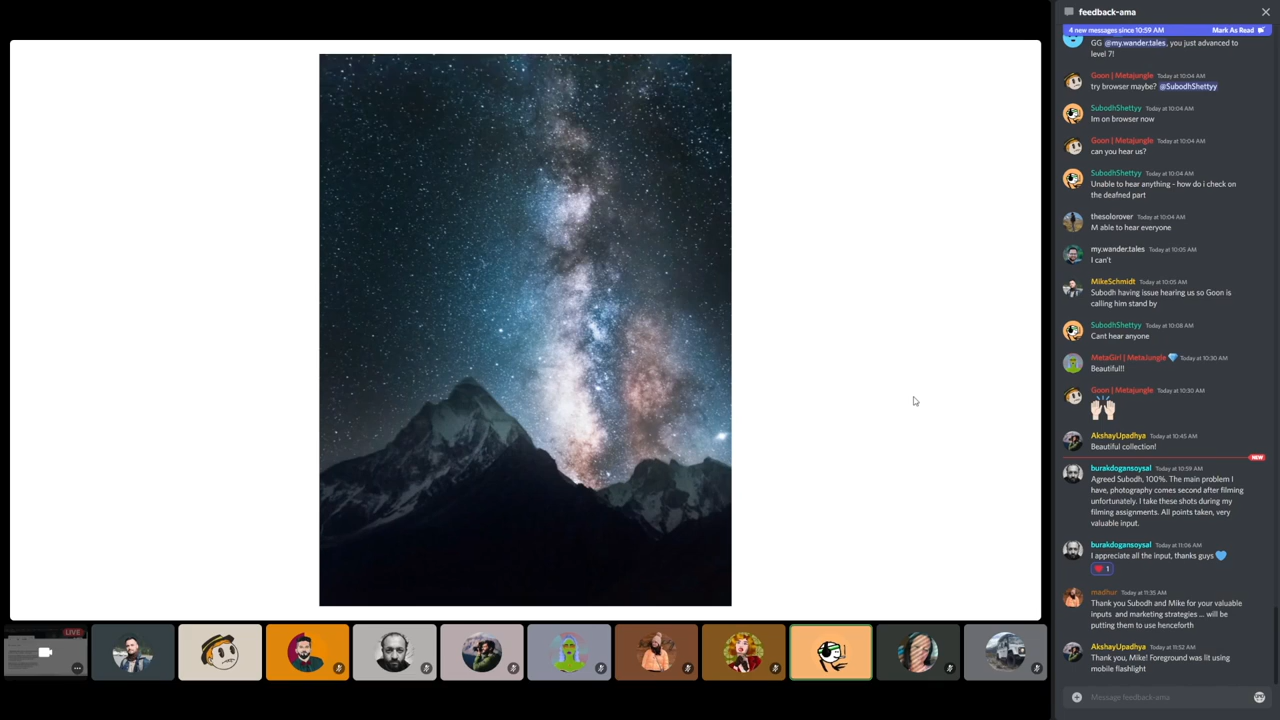 feedback-ama
4 new messages since 10:59 AM
Mark As Read
GG @my.wander.tales, you just advanced to
level 7!
Goon | Metajungle Today at 10:04 AM
try browser maybe? @SubodhShettyy
SubodhShettyy Today at 10:04 AM
Im on browser now
Goon | Metajungle Today at 10:04 AM
can you hear us?
SubodhShettyy Today at 10:04 AM
Unable to hear anything - how do i check on
the deafned part
thesolorover Today at 10:04 AM
M able to hear everyone
my.wander.tales Today at 10:05 AM
I can't
MikeSchmidt Today at 10:05 AM
Subodh having issue hearing us so Goon is
calling him stand by
SubodhShettyy Today at 10:08 AM
Cant hear anyone
MetaGirl | MetaJungle Today at 10:30 AM
Beautiful!!
Goon | Metajungle Today at 10:30 AM
AkshayUpadhya Today at 10:45 AM
Beautiful collection!
NEW
burakdogansoysal Today at 10:59 AM
Agreed Subodh, 100%. The main problem I
have, photography comes second after filming
unfortunately. I take these shots during my
filming assignments. All points taken, very
valuable input.
burakdogansoysal Today at 11:06 AM
I appreciate all the input, thanks guys 💙
1
madhur Today at 11:35 AM
Thank you Subodh and Mike for your valuable
inputs and marketing strategies ... will be
putting them to use henceforth
AkshayUpadhya Today at 11:52 AM
Thank you, Mike! Foreground was lit using
mobile flashlight
Message feedback-ama
LIVE